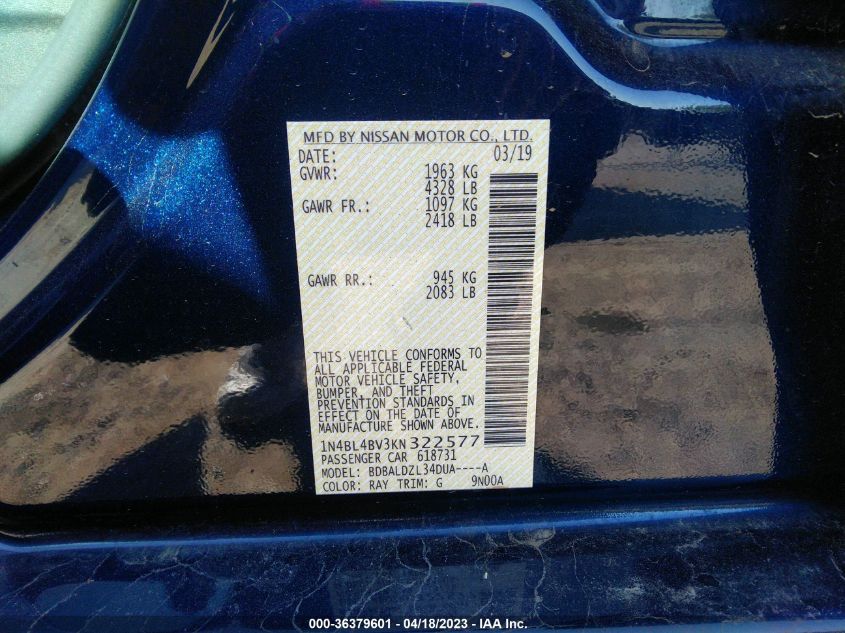 MFD BY NISSAN MOTOR CO., LTD.
DATE: 03/19
GVWR: 1963 KG
4328 LB
GAWR FR.: 1097 KG
2418 LB
GAWR RR.: 945 KG
2083 LB
THIS VEHICLE CONFORMS TO
ALL APPLICABLE FEDERAL
MOTOR VEHICLE SAFETY,
BUMPER, AND THEFT
PREVENTION STANDARDS IN
EFFECT ON THE DATE OF
MANUFACTURE SHOWN ABOVE.
1N4BL4BV3KN322577
PASSENGER CAR 618731
MODEL: BDBALDZL34DUA----A
COLOR: RAY TRIM: G 9N00A
000-36379601 - 04/18/2023 - IAA Inc.